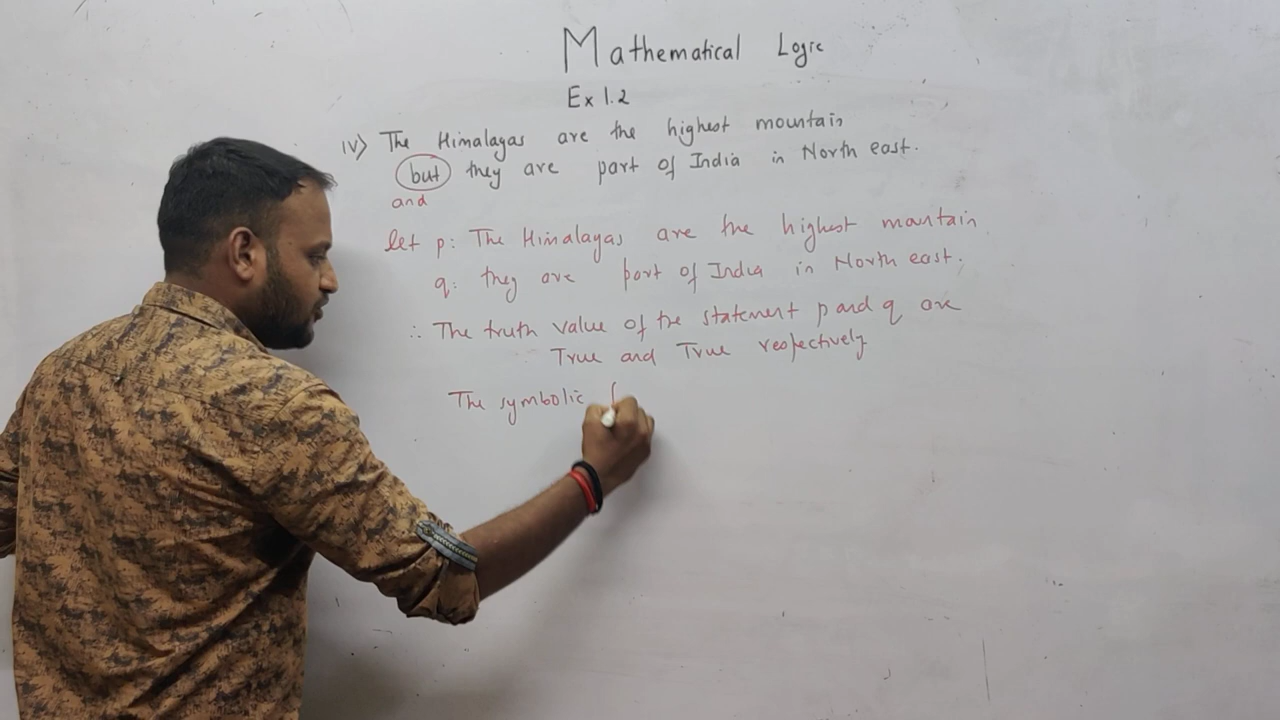 Mathematical Logic
Ex 1.2
iv) The Himalayas are the highest mountain
but they are part of India in North east.
and
let p: The Himalayas are the highest mountain
q: they are part of India in North east.
∴ The truth value of the statement p and q are
True and True respectively
The symbolic f